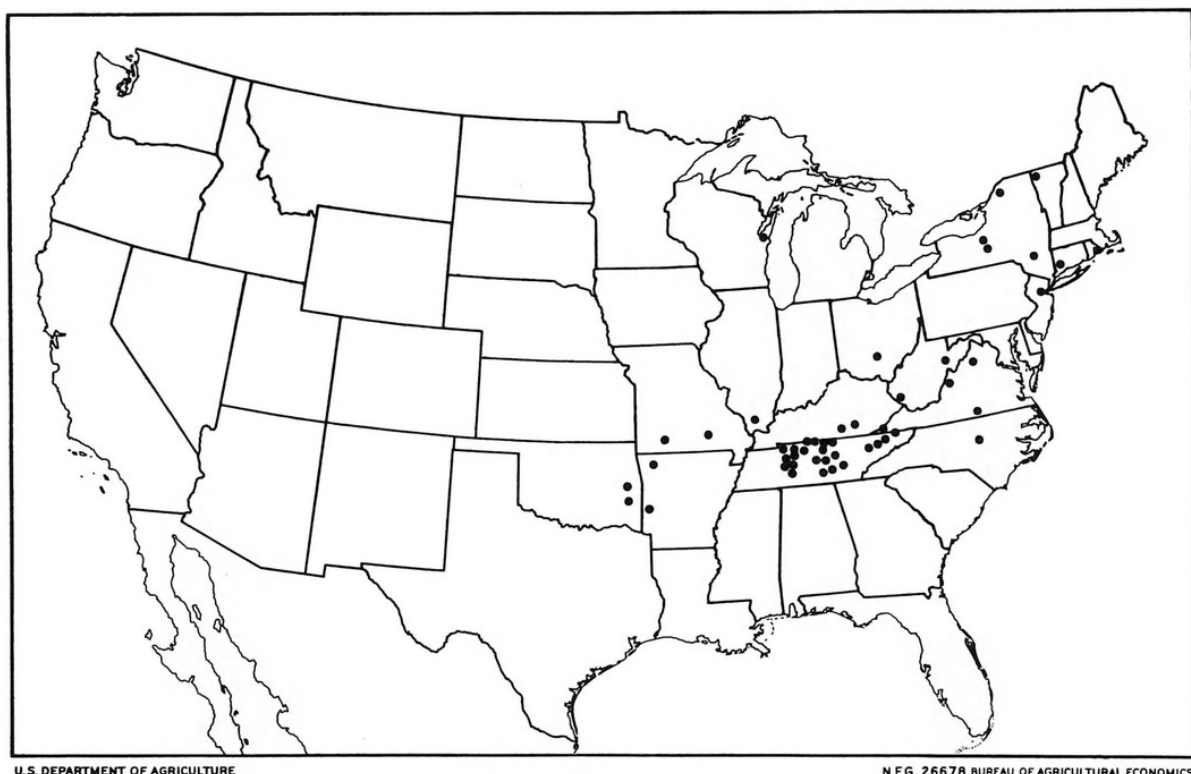 U.S. DEPARTMENT OF AGRICULTURE
NEG. 26678 BUREAU OF AGRICULTURAL ECONOMICS